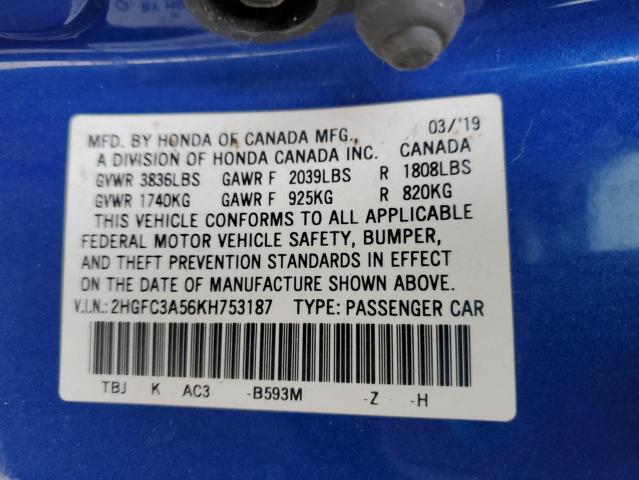 MFD. BY HONDA OF CANADA MFG., 03/'19
A DIVISION OF HONDA CANADA INC. CANADA
GVWR 3836LBS GAWR F 2039LBS R 1808LBS
GVWR 1740KG GAWR F 925KG R 820KG
THIS VEHICLE CONFORMS TO ALL APPLICABLE
FEDERAL MOTOR VEHICLE SAFETY, BUMPER,
AND THEFT PREVENTION STANDARDS IN EFFECT
ON THE DATE OF MANUFACTURE SHOWN ABOVE.
V.I.N.: 2HGFC3A56KH753187 TYPE: PASSENGER CAR
TBJ K AC3 -B593M -Z -H